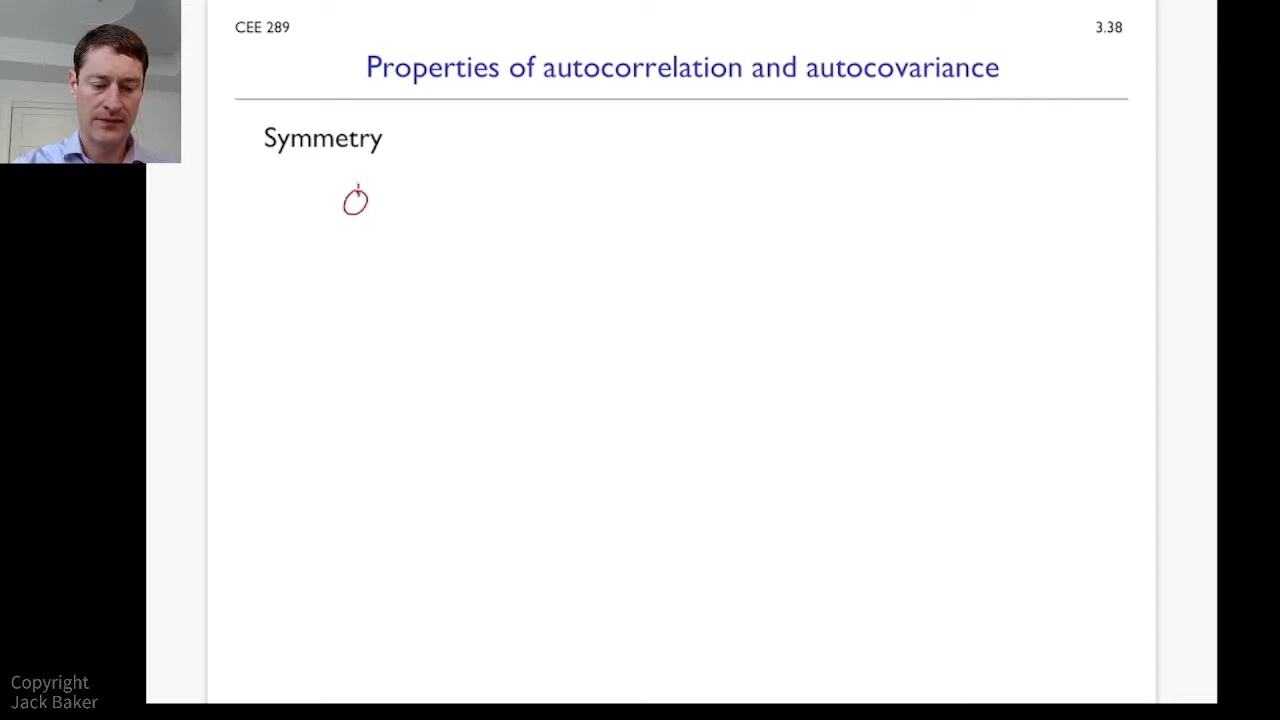 CEE 289
3.38
Properties of autocorrelation and autocovariance
Symmetry
Copyright
Jack Baker